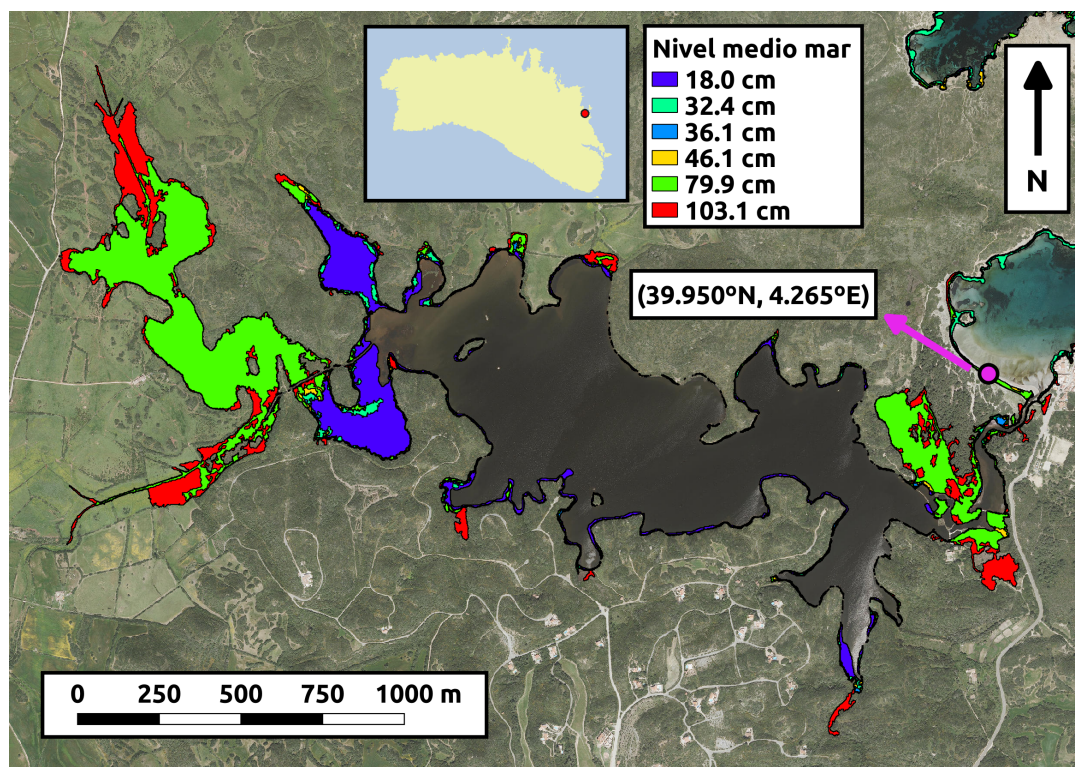 Nivel medio mar
18.0 cm
32.4 cm
36.1 cm
46.1 cm
79.9 cm
103.1 cm
N
(39.950ºN, 4.265ºE)
0 250 500 750 1000 m